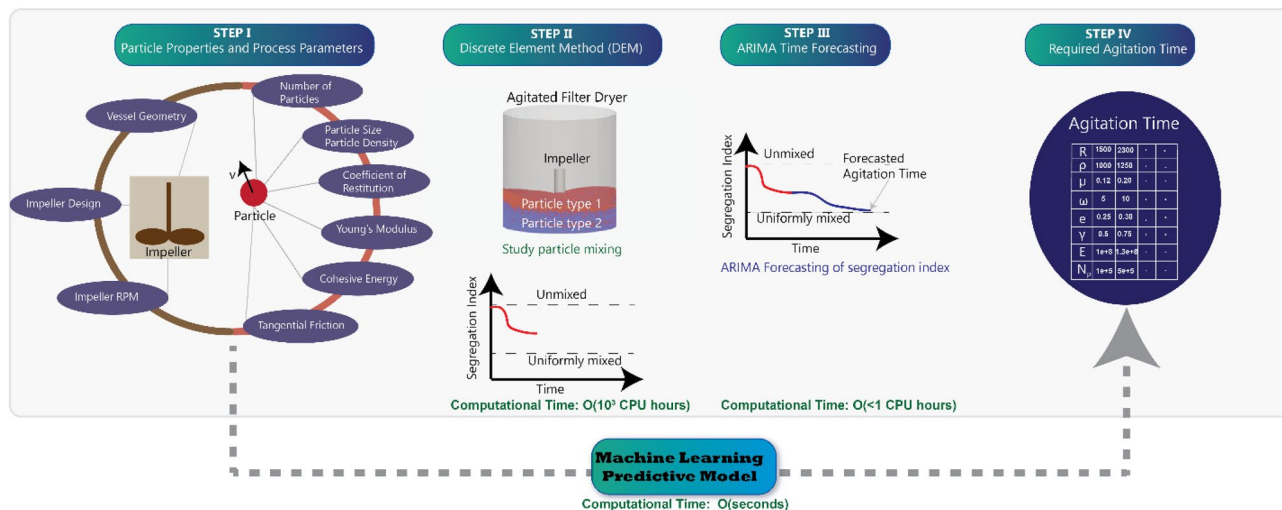 STEP I
Particle Properties and Process Parameters
Number of
Particles
Vessel Geometry
Particle Size
Particle Density
Coefficient of
Restitution
v
Particle
Impeller Design
Impeller
Young's Modulus
Cohesive Energy
Impeller RPM
Tangential Friction
STEP II
Discrete Element Method (DEM)
Agitated Filter Dryer
Impeller
Particle type 1
Particle type 2
Study particle mixing
Segregation Index
Unmixed
Uniformly mixed
Time
Computational Time: O(10³ CPU hours)
STEP III
ARIMA Time Forecasting
Segregation Index
Unmixed
Forecasted
Agitation Time
Uniformly mixed
Time
ARIMA Forecasting of segregation index
Computational Time: O(<1 CPU hours)
STEP IV
Required Agitation Time
Agitation Time
R 1500 2300 · ·
ρ 1000 1250 · ·
μ 0.12 0.20 · ·
ω 5 10 · ·
e 0.25 0.38 · ·
γ 0.5 0.75 · ·
E 1e+8 1.3e+8 · ·
Nₚ 1e+5 5e+5 · ·
Machine Learning
Predictive Model
Computational Time: O(seconds)